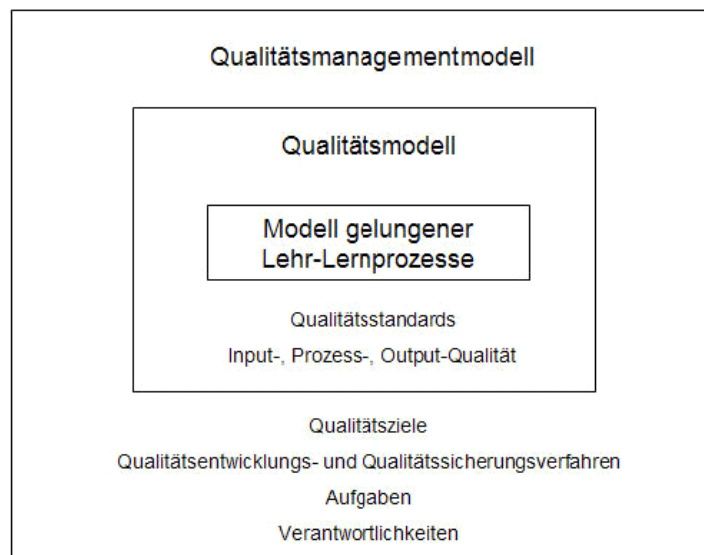 Qualitätsmanagementmodell
Qualitätsmodell
Modell gelungener
Lehr-Lernprozesse
Qualitätsstandards
Input-, Prozess-, Output-Qualität
Qualitätsziele
Qualitätsentwicklungs- und Qualitätssicherungsverfahren
Aufgaben
Verantwortlichkeiten